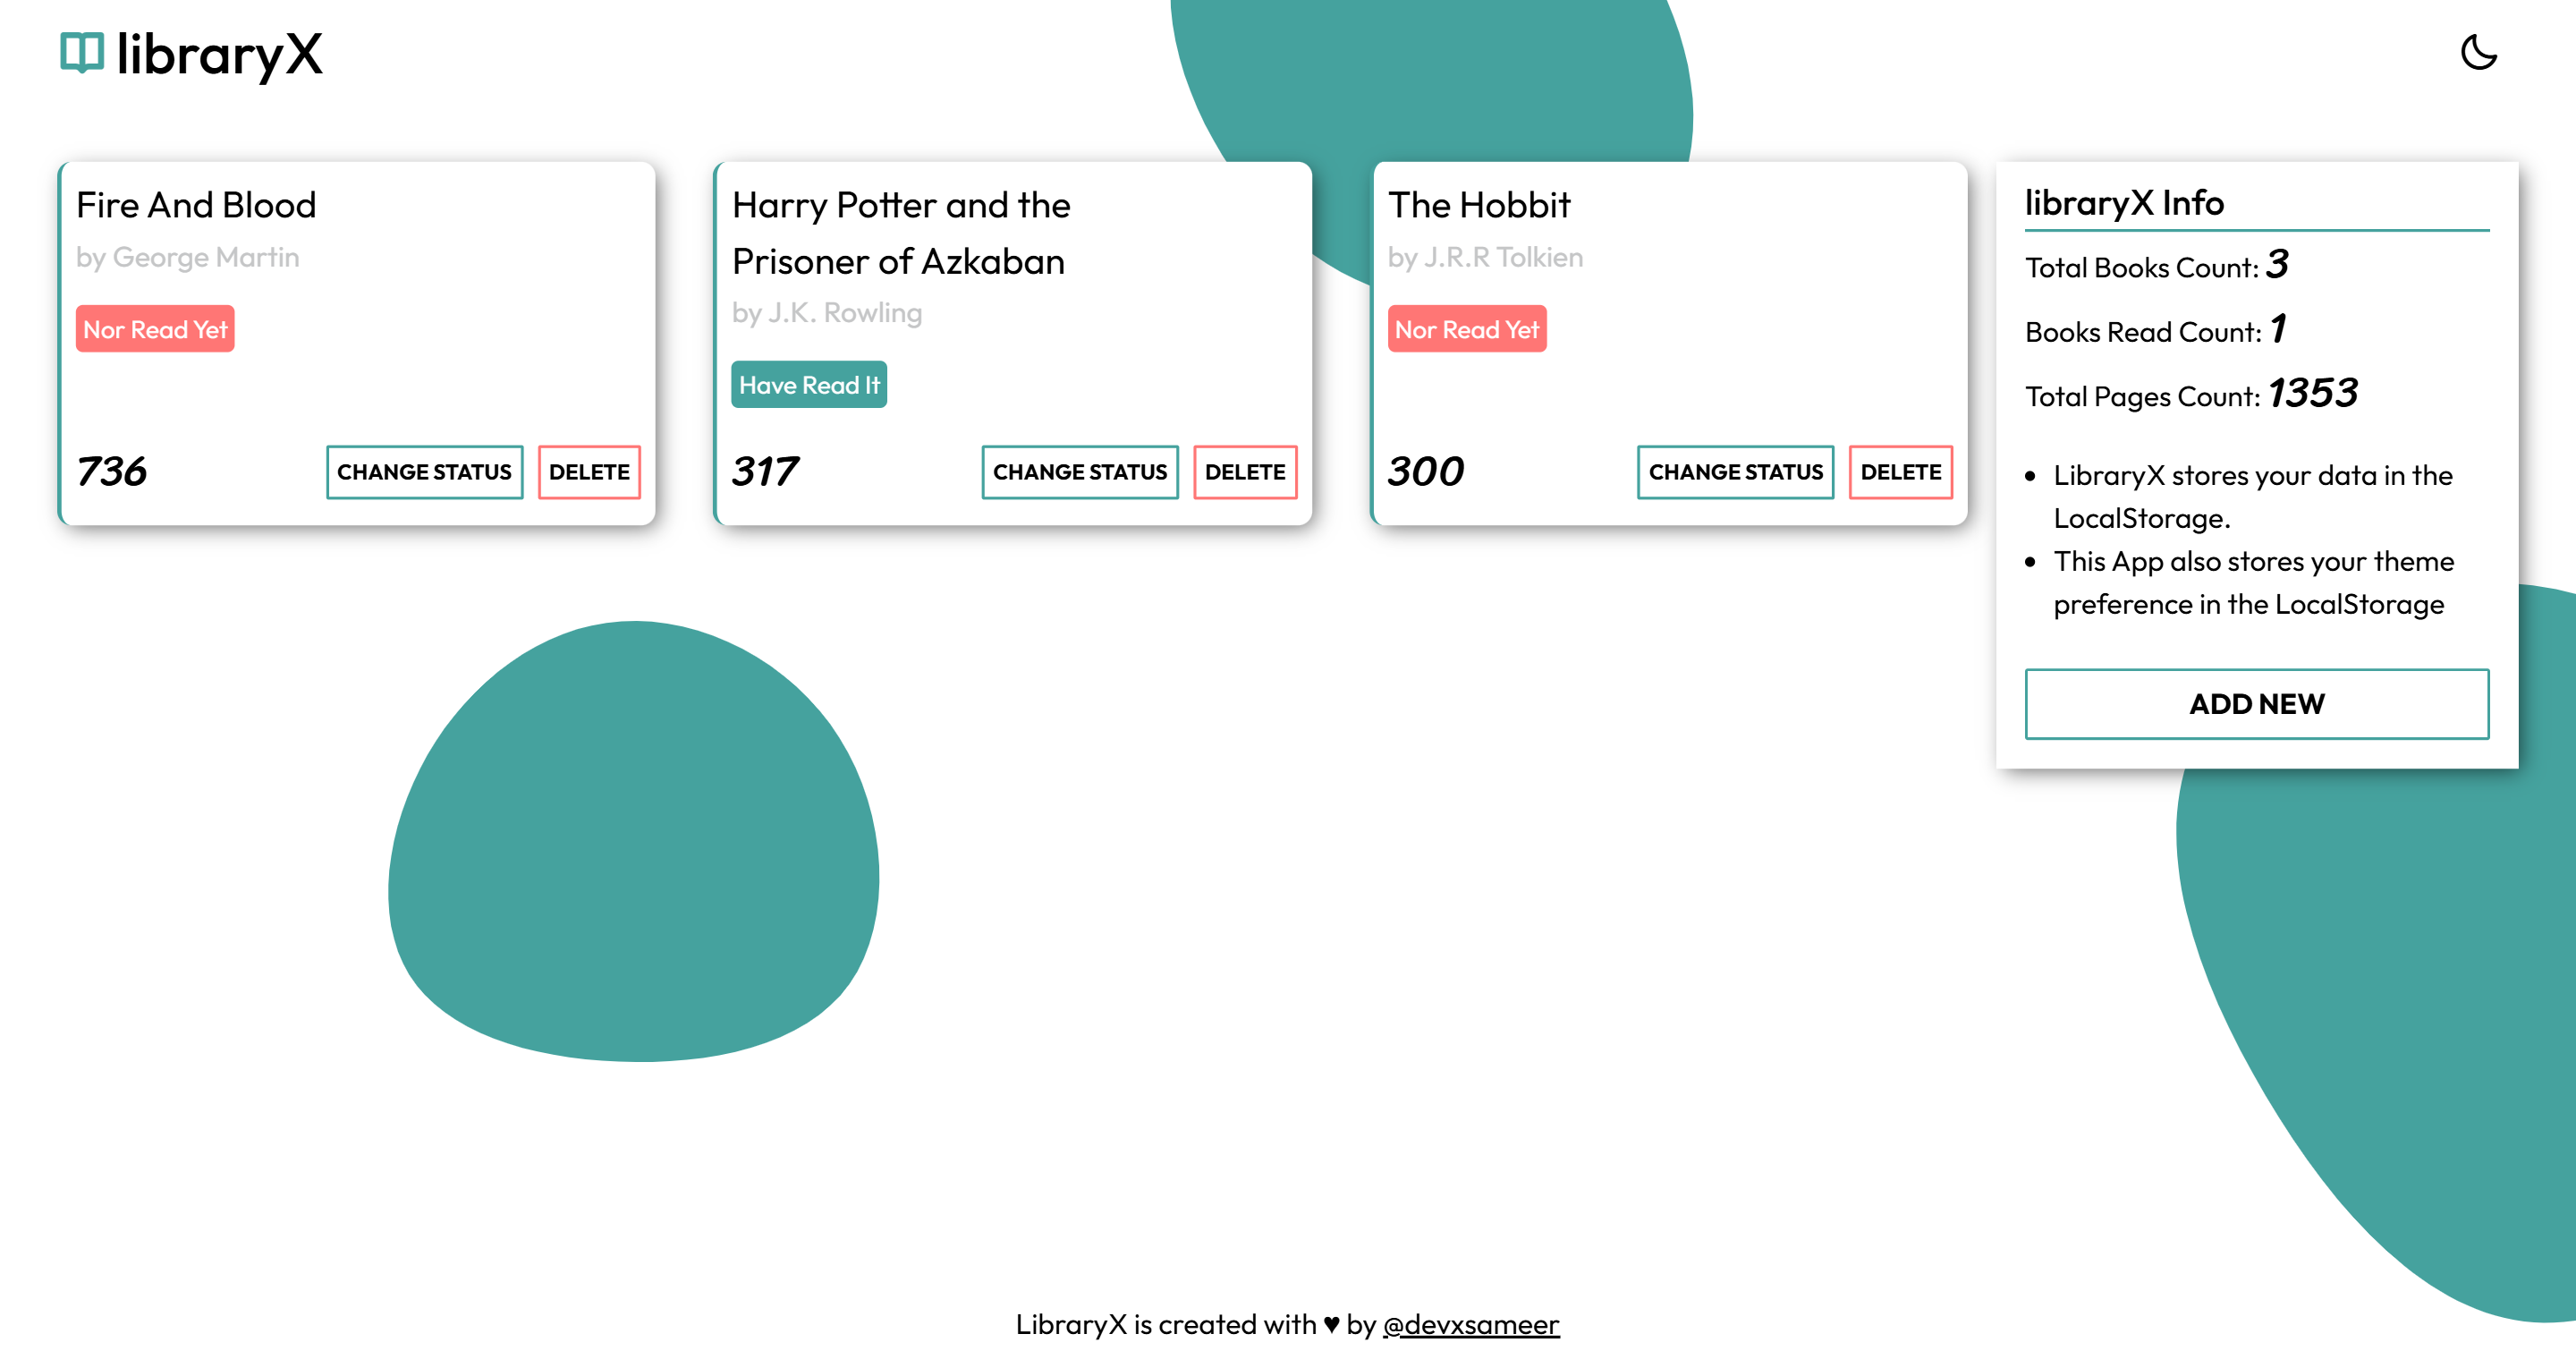 libraryX
Fire And Blood
by George Martin
Nor Read Yet
736
CHANGE STATUS
DELETE
Harry Potter and the
Prisoner of Azkaban
by J.K. Rowling
Have Read It
317
CHANGE STATUS
DELETE
The Hobbit
by J.R.R Tolkien
Nor Read Yet
300
CHANGE STATUS
DELETE
libraryX Info
Total Books Count: 3
Books Read Count: 1
Total Pages Count: 1353
• LibraryX stores your data in the
LocalStorage.
• This App also stores your theme
preference in the LocalStorage
ADD NEW
LibraryX is created with ♥ by @devxsameer